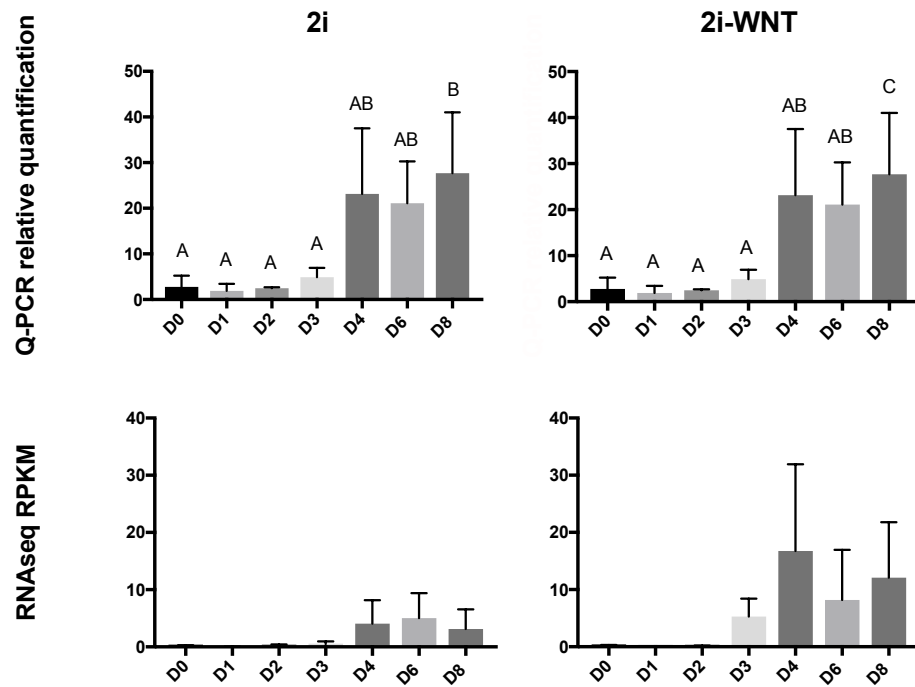 2i
2i-WNT
Q-PCR relative quantification
50
40
30
20
10
0
A
A
A
A
AB
AB
B
D0
D1
D2
D3
D4
D6
D8
50
40
30
20
10
0
A
A
A
A
AB
AB
C
D0
D1
D2
D3
D4
D6
D8
RNAseq RPKM
40
30
20
10
0
D0
D1
D2
D3
D4
D6
D8
40
30
20
10
0
D0
D1
D2
D3
D4
D6
D8